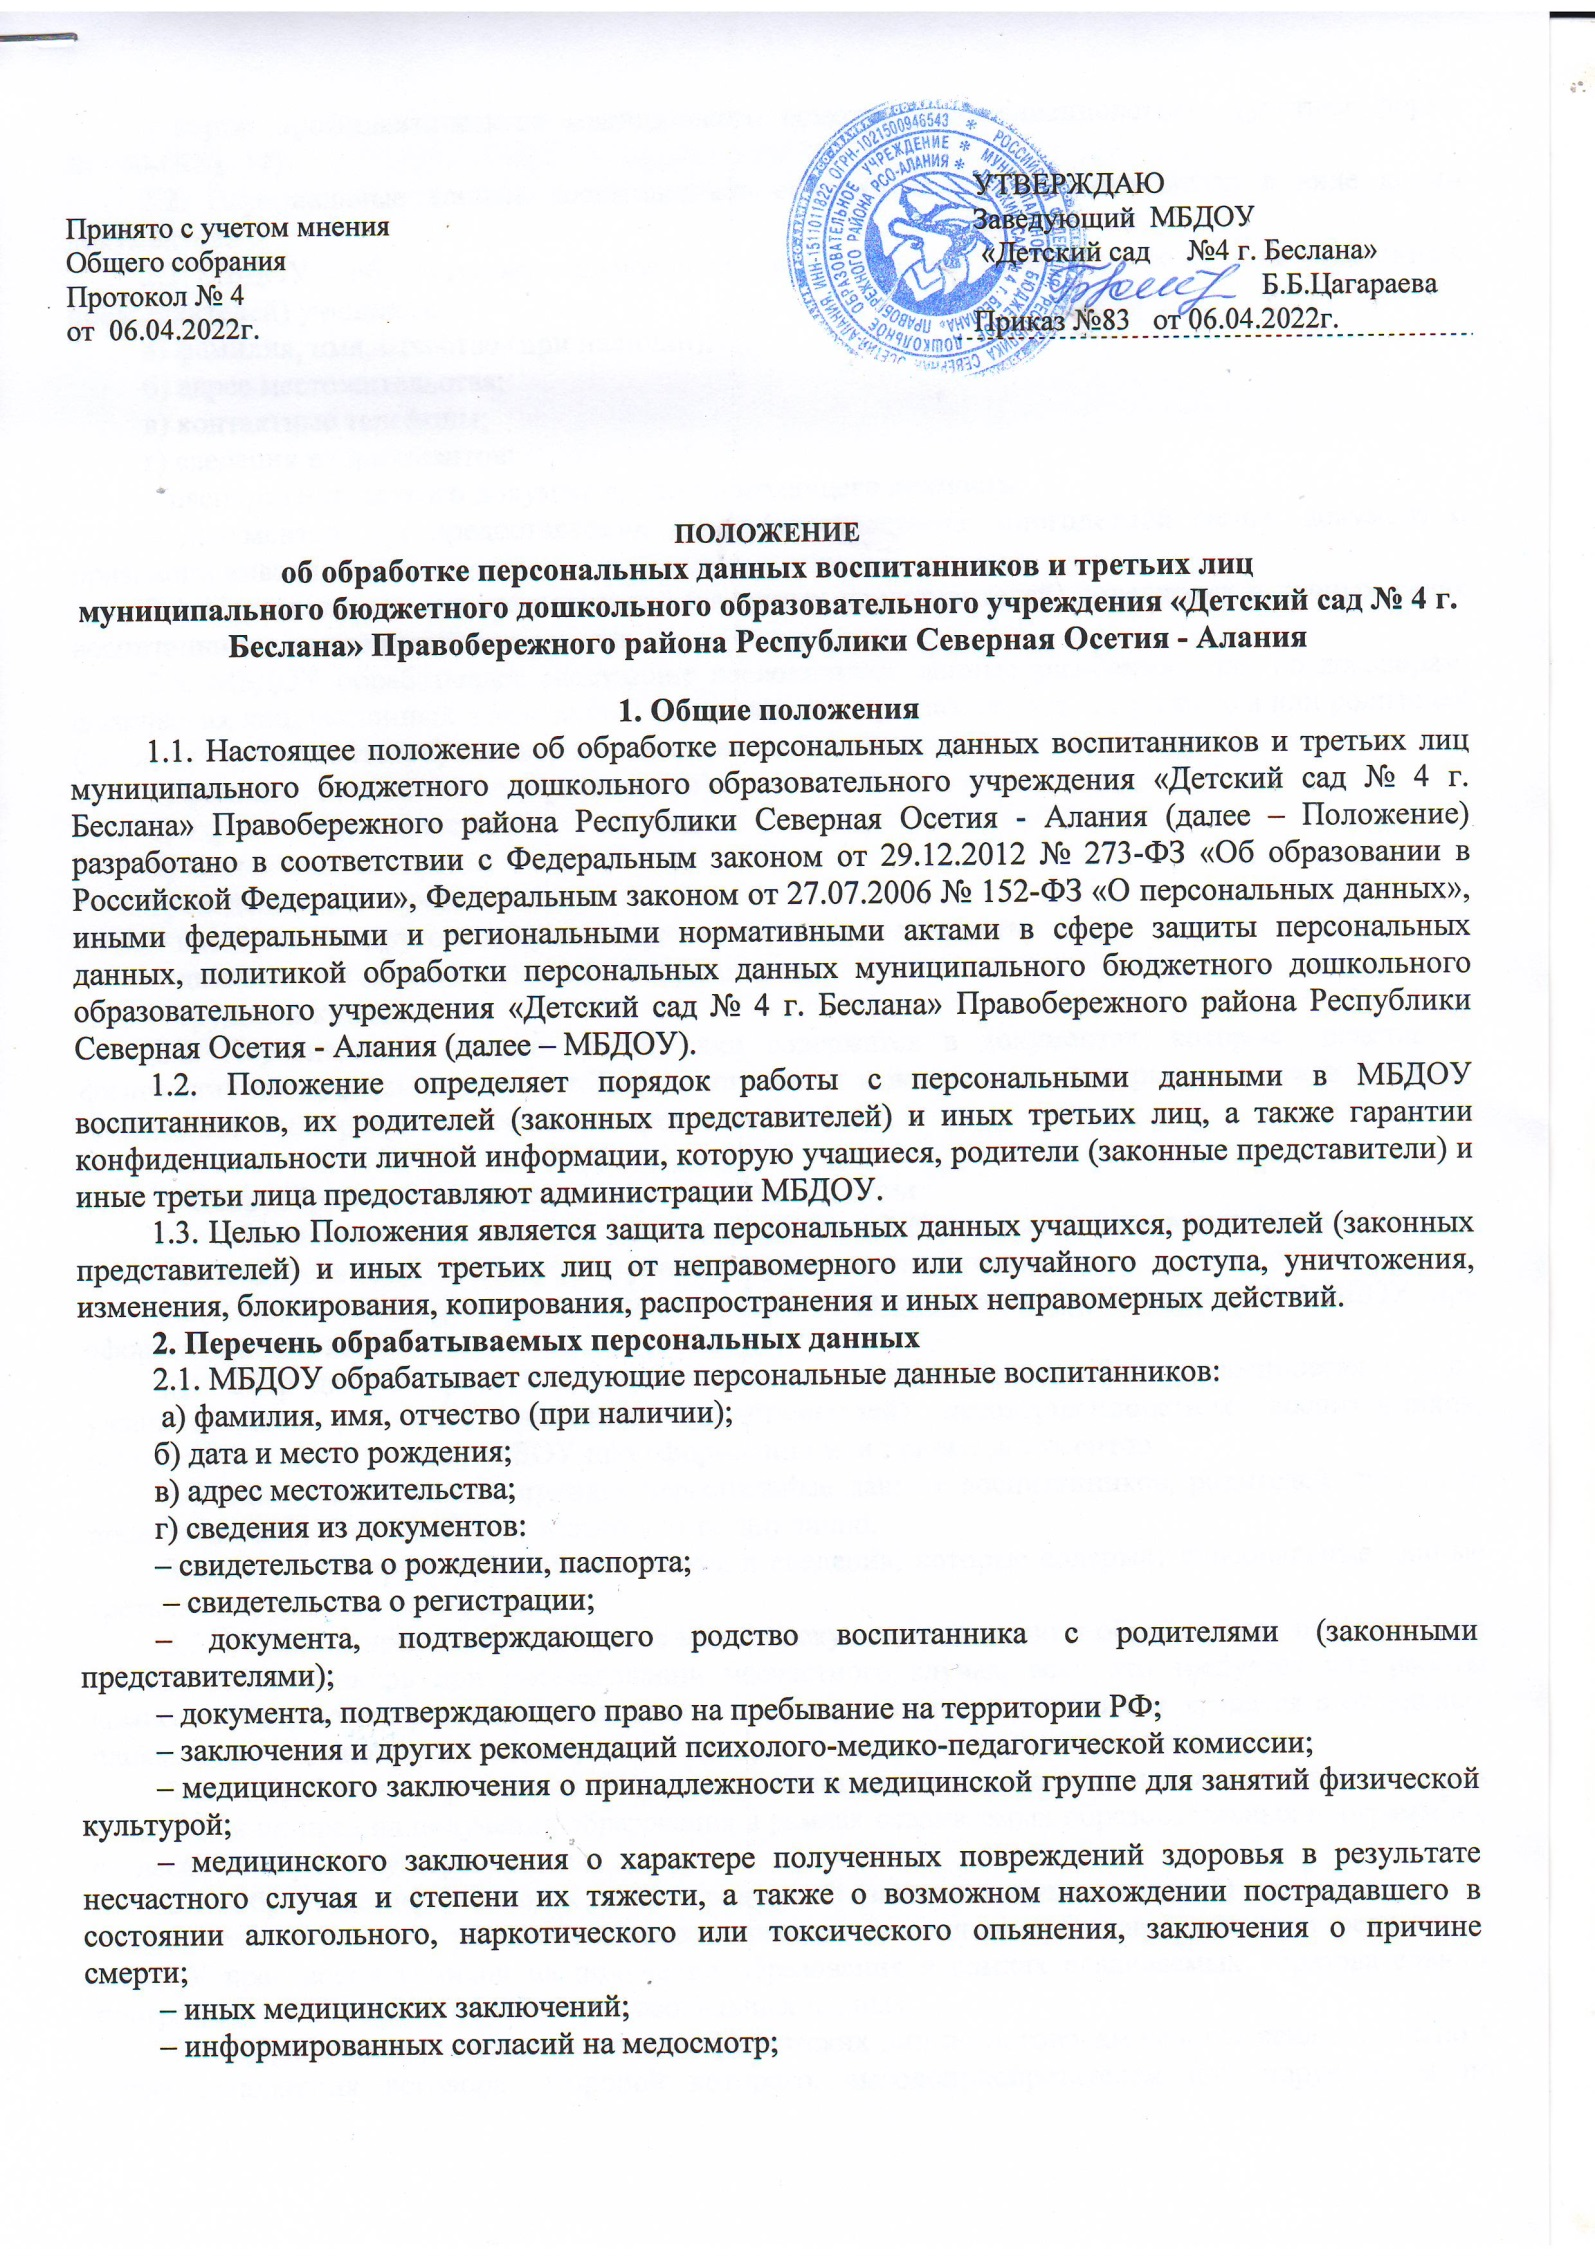 Принято с учетом мнения
Общего собрания
Протокол № 4
от 06.04.2022г.
УТВЕРЖДАЮ
Заведующий МБДОУ
«Детский сад №4 г. Беслана»
Б.Б.Цагараева
Приказ №83 от 06.04.2022г.
ИНН-1511011822, ОГРН-1021500946543
ПОЛОЖЕНИЕ
об обработке персональных данных воспитанников и третьих лиц
муниципального бюджетного дошкольного образовательного учреждения «Детский сад № 4 г.
Беслана» Правобережного района Республики Северная Осетия - Алания
1. Общие положения
1.1. Настоящее положение об обработке персональных данных воспитанников и третьих лиц
муниципального бюджетного дошкольного образовательного учреждения «Детский сад № 4 г.
Беслана» Правобережного района Республики Северная Осетия - Алания (далее – Положение)
разработано в соответствии с Федеральным законом от 29.12.2012 № 273-ФЗ «Об образовании в
Российской Федерации», Федеральным законом от 27.07.2006 № 152-ФЗ «О персональных данных»,
иными федеральными и региональными нормативными актами в сфере защиты персональных
данных, политикой обработки персональных данных муниципального бюджетного дошкольного
образовательного учреждения «Детский сад № 4 г. Беслана» Правобережного района Республики
Северная Осетия - Алания (далее – МБДОУ).
1.2. Положение определяет порядок работы с персональными данными в МБДОУ
воспитанников, их родителей (законных представителей) и иных третьих лиц, а также гарантии
конфиденциальности личной информации, которую учащиеся, родители (законные представители) и
иные третьи лица предоставляют администрации МБДОУ.
1.3. Целью Положения является защита персональных данных учащихся, родителей (законных
представителей) и иных третьих лиц от неправомерного или случайного доступа, уничтожения,
изменения, блокирования, копирования, распространения и иных неправомерных действий.
2. Перечень обрабатываемых персональных данных
2.1. МБДОУ обрабатывает следующие персональные данные воспитанников:
а) фамилия, имя, отчество (при наличии);
б) дата и место рождения;
в) адрес местожительства;
г) сведения из документов:
– свидетельства о рождении, паспорта;
– свидетельства о регистрации;
– документа, подтверждающего родство воспитанника с родителями (законными
представителями);
– документа, подтверждающего право на пребывание на территории РФ;
– заключения и других рекомендаций психолого-медико-педагогической комиссии;
– медицинского заключения о принадлежности к медицинской группе для занятий физической
культурой;
– медицинского заключения о характере полученных повреждений здоровья в результате
несчастного случая и степени их тяжести, а также о возможном нахождении пострадавшего в
состоянии алкогольного, наркотического или токсического опьянения, заключения о причине
смерти;
– иных медицинских заключений;
– информированных согласий на медосмотр;